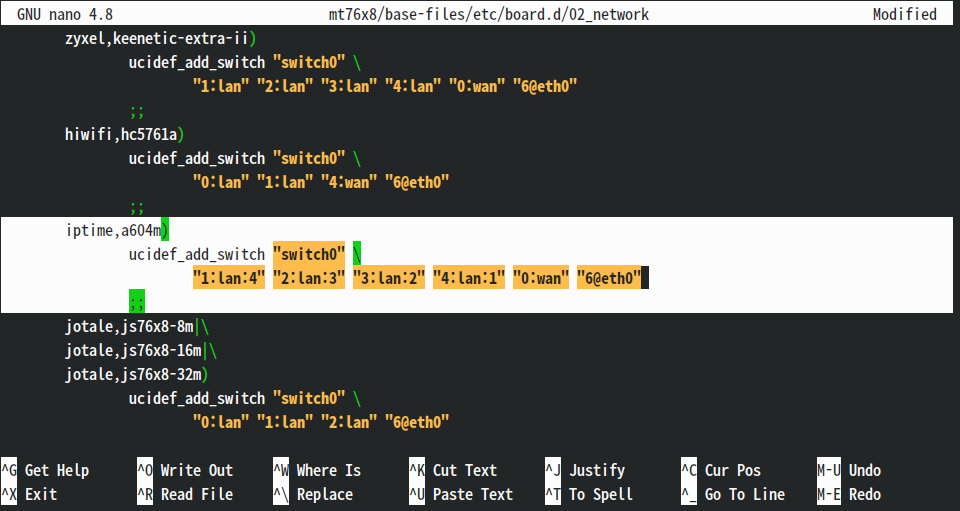 GNU nano 4.8 mt76x8/base-files/etc/board.d/02_network Modified
zyxel,keenetic-extra-ii)
ucidef_add_switch "switch0" \
"1:lan" "2:lan" "3:lan" "4:lan" "0:wan" "6@eth0"
;;
hiwifi,hc5761a)
ucidef_add_switch "switch0" \
"0:lan" "1:lan" "4:wan" "6@eth0"
;;
iptime,a604m)
ucidef_add_switch "switch0" \
"1:lan:4" "2:lan:3" "3:lan:2" "4:lan:1" "0:wan" "6@eth0"
;;
jotale,js76x8-8m|\
jotale,js76x8-16m|\
jotale,js76x8-32m)
ucidef_add_switch "switch0" \
"0:lan" "1:lan" "2:lan" "6@eth0"
^G Get Help ^O Write Out ^W Where Is ^K Cut Text ^J Justify ^C Cur Pos M-U Undo
^X Exit ^R Read File ^\ Replace ^U Paste Text ^T To Spell ^_ Go To Line M-E Redo